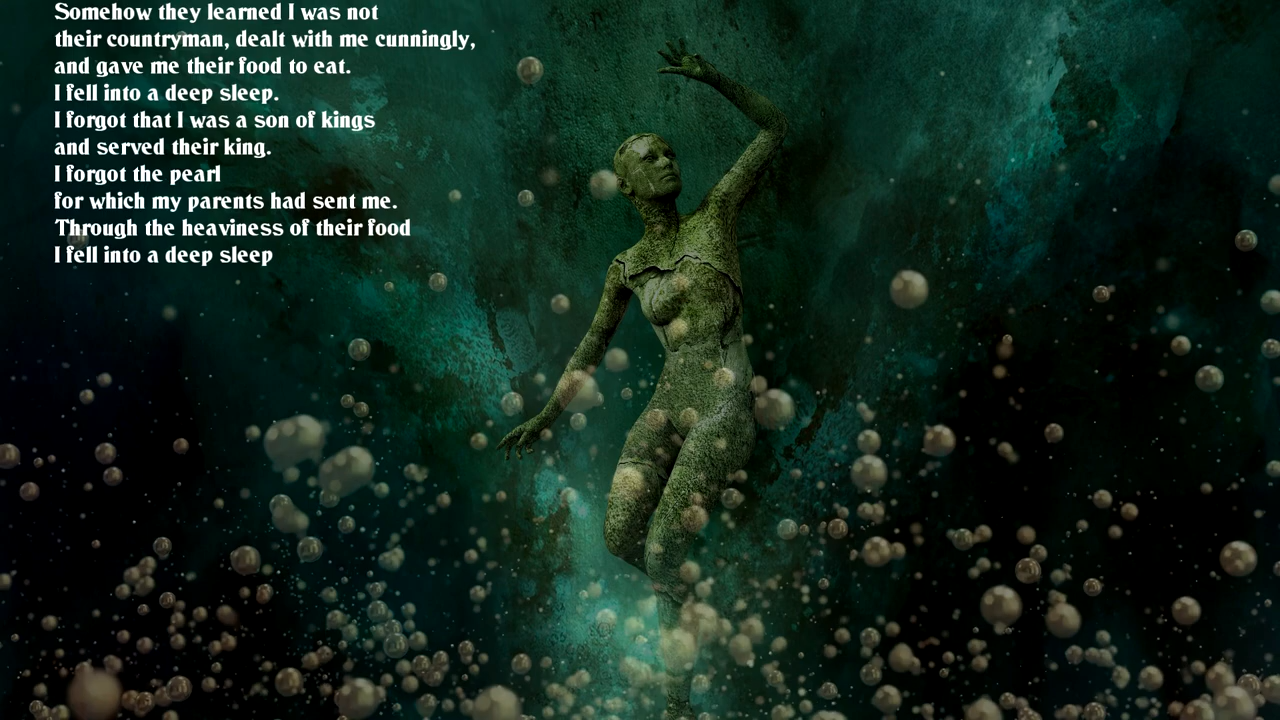 Somehow they learned I was not
their countryman, dealt with me cunningly,
and gave me their food to eat.
I fell into a deep sleep.
I forgot that I was a son of kings
and served their king.
I forgot the pearl
for which my parents had sent me.
Through the heaviness of their food
I fell into a deep sleep